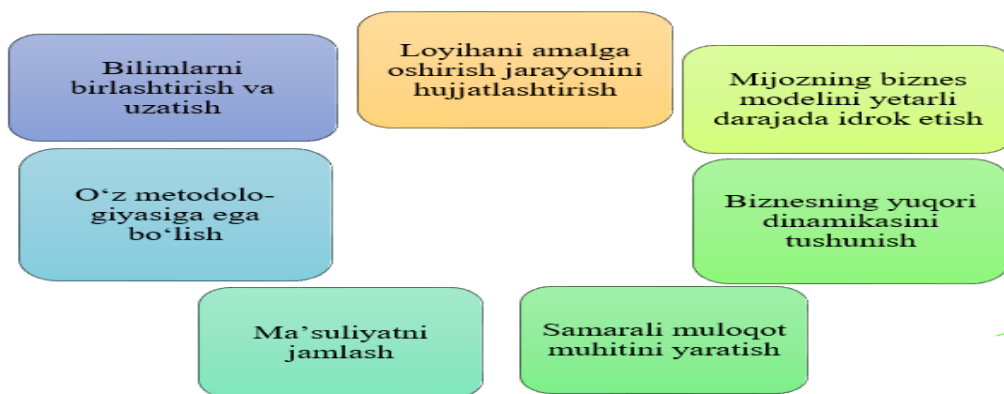 Loyihani amalga
oshirish jarayonini
hujjatlashtirish
Bilimlarni
birlashtirish va
uzatish
Mijozning biznes
modelini yetarli
darajada idrok etish
O‘z metodolo-
giyasiga ega
bo‘lish
Biznesning yuqori
dinamikasini
tushunish
Ma’suliyatni
jamlash
Samarali muloqot
muhitini yaratish